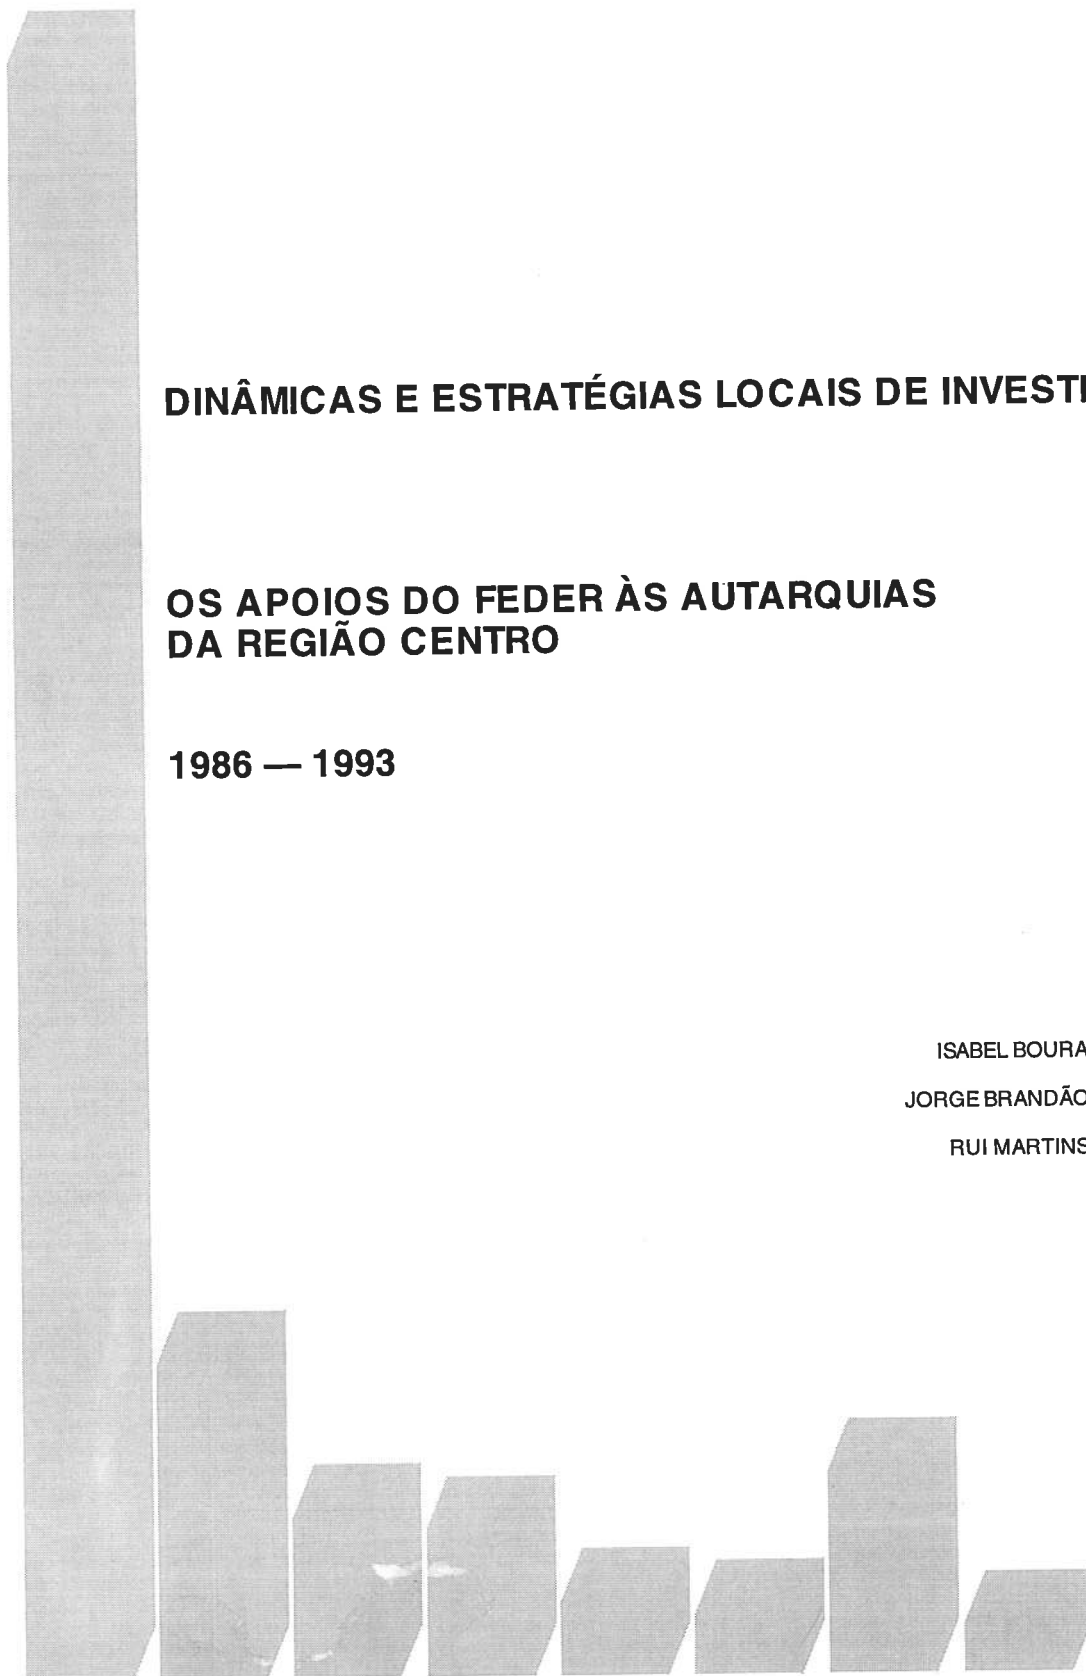 DINÂMICAS E ESTRATÉGIAS LOCAIS DE INVESTI
OS APOIOS DO FEDER ÀS AUTARQUIAS
DA REGIÃO CENTRO
1986 — 1993
ISABEL BOURA
JORGE BRANDÃO
RUI MARTINS